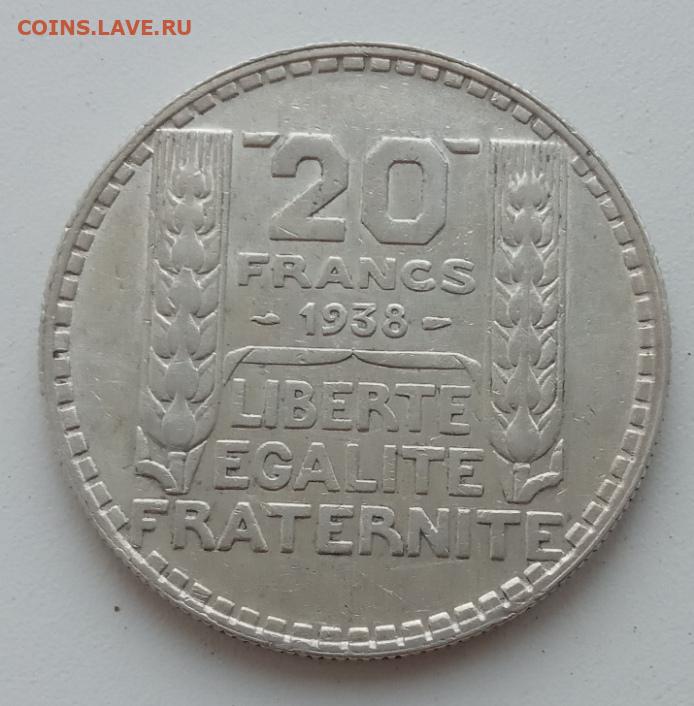 COINS.LAVE.RU
20
FRANCS
1938
LIBERTE
EGALITE
FRATERNITE